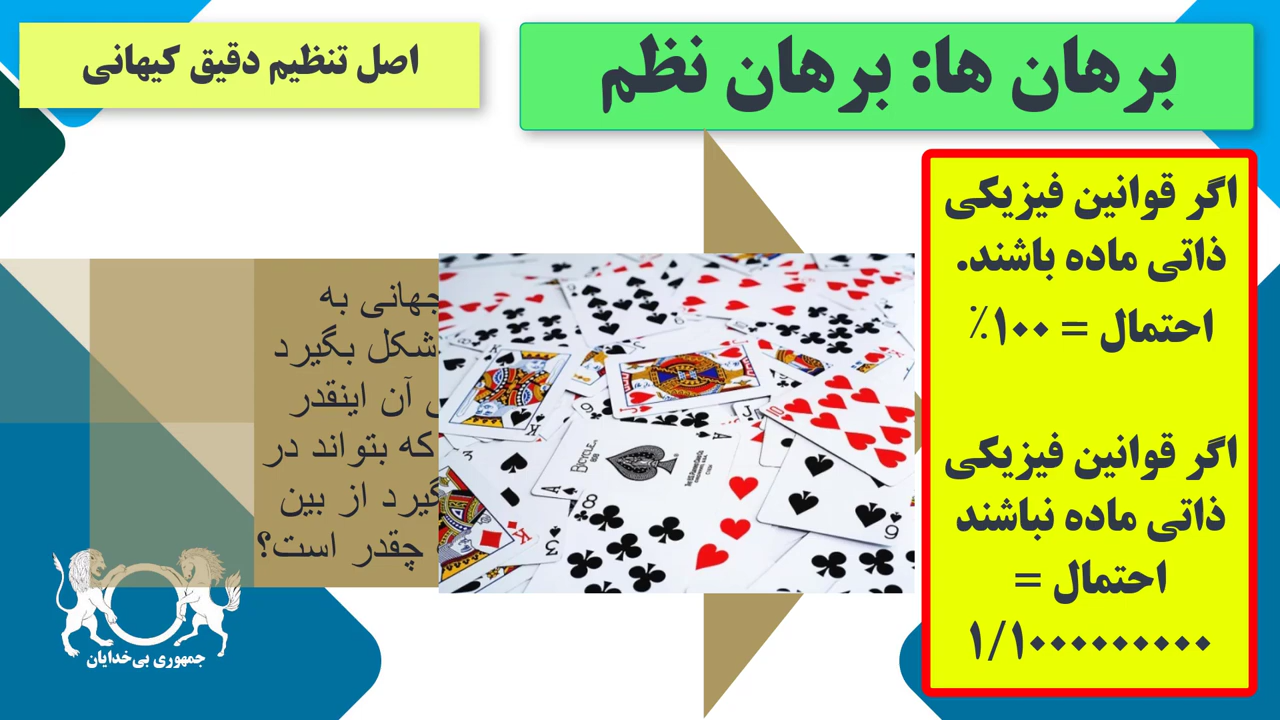 برهان ها: برهان نظم
اصل تنظیم دقیق کیهانی
اگر قوانین فیزیکی
ذاتی ماده باشند.
احتمال = ۱۰۰٪
اگر قوانین فیزیکی
ذاتی ماده نباشند
احتمال =
۱/۱۰۰۰۰۰۰۰۰۰
جهانی به
شکل بگیرد
آن اینقدر
که بتواند در
گیرد از بین
چقدر است؟
جمهوری بی‌خدایان